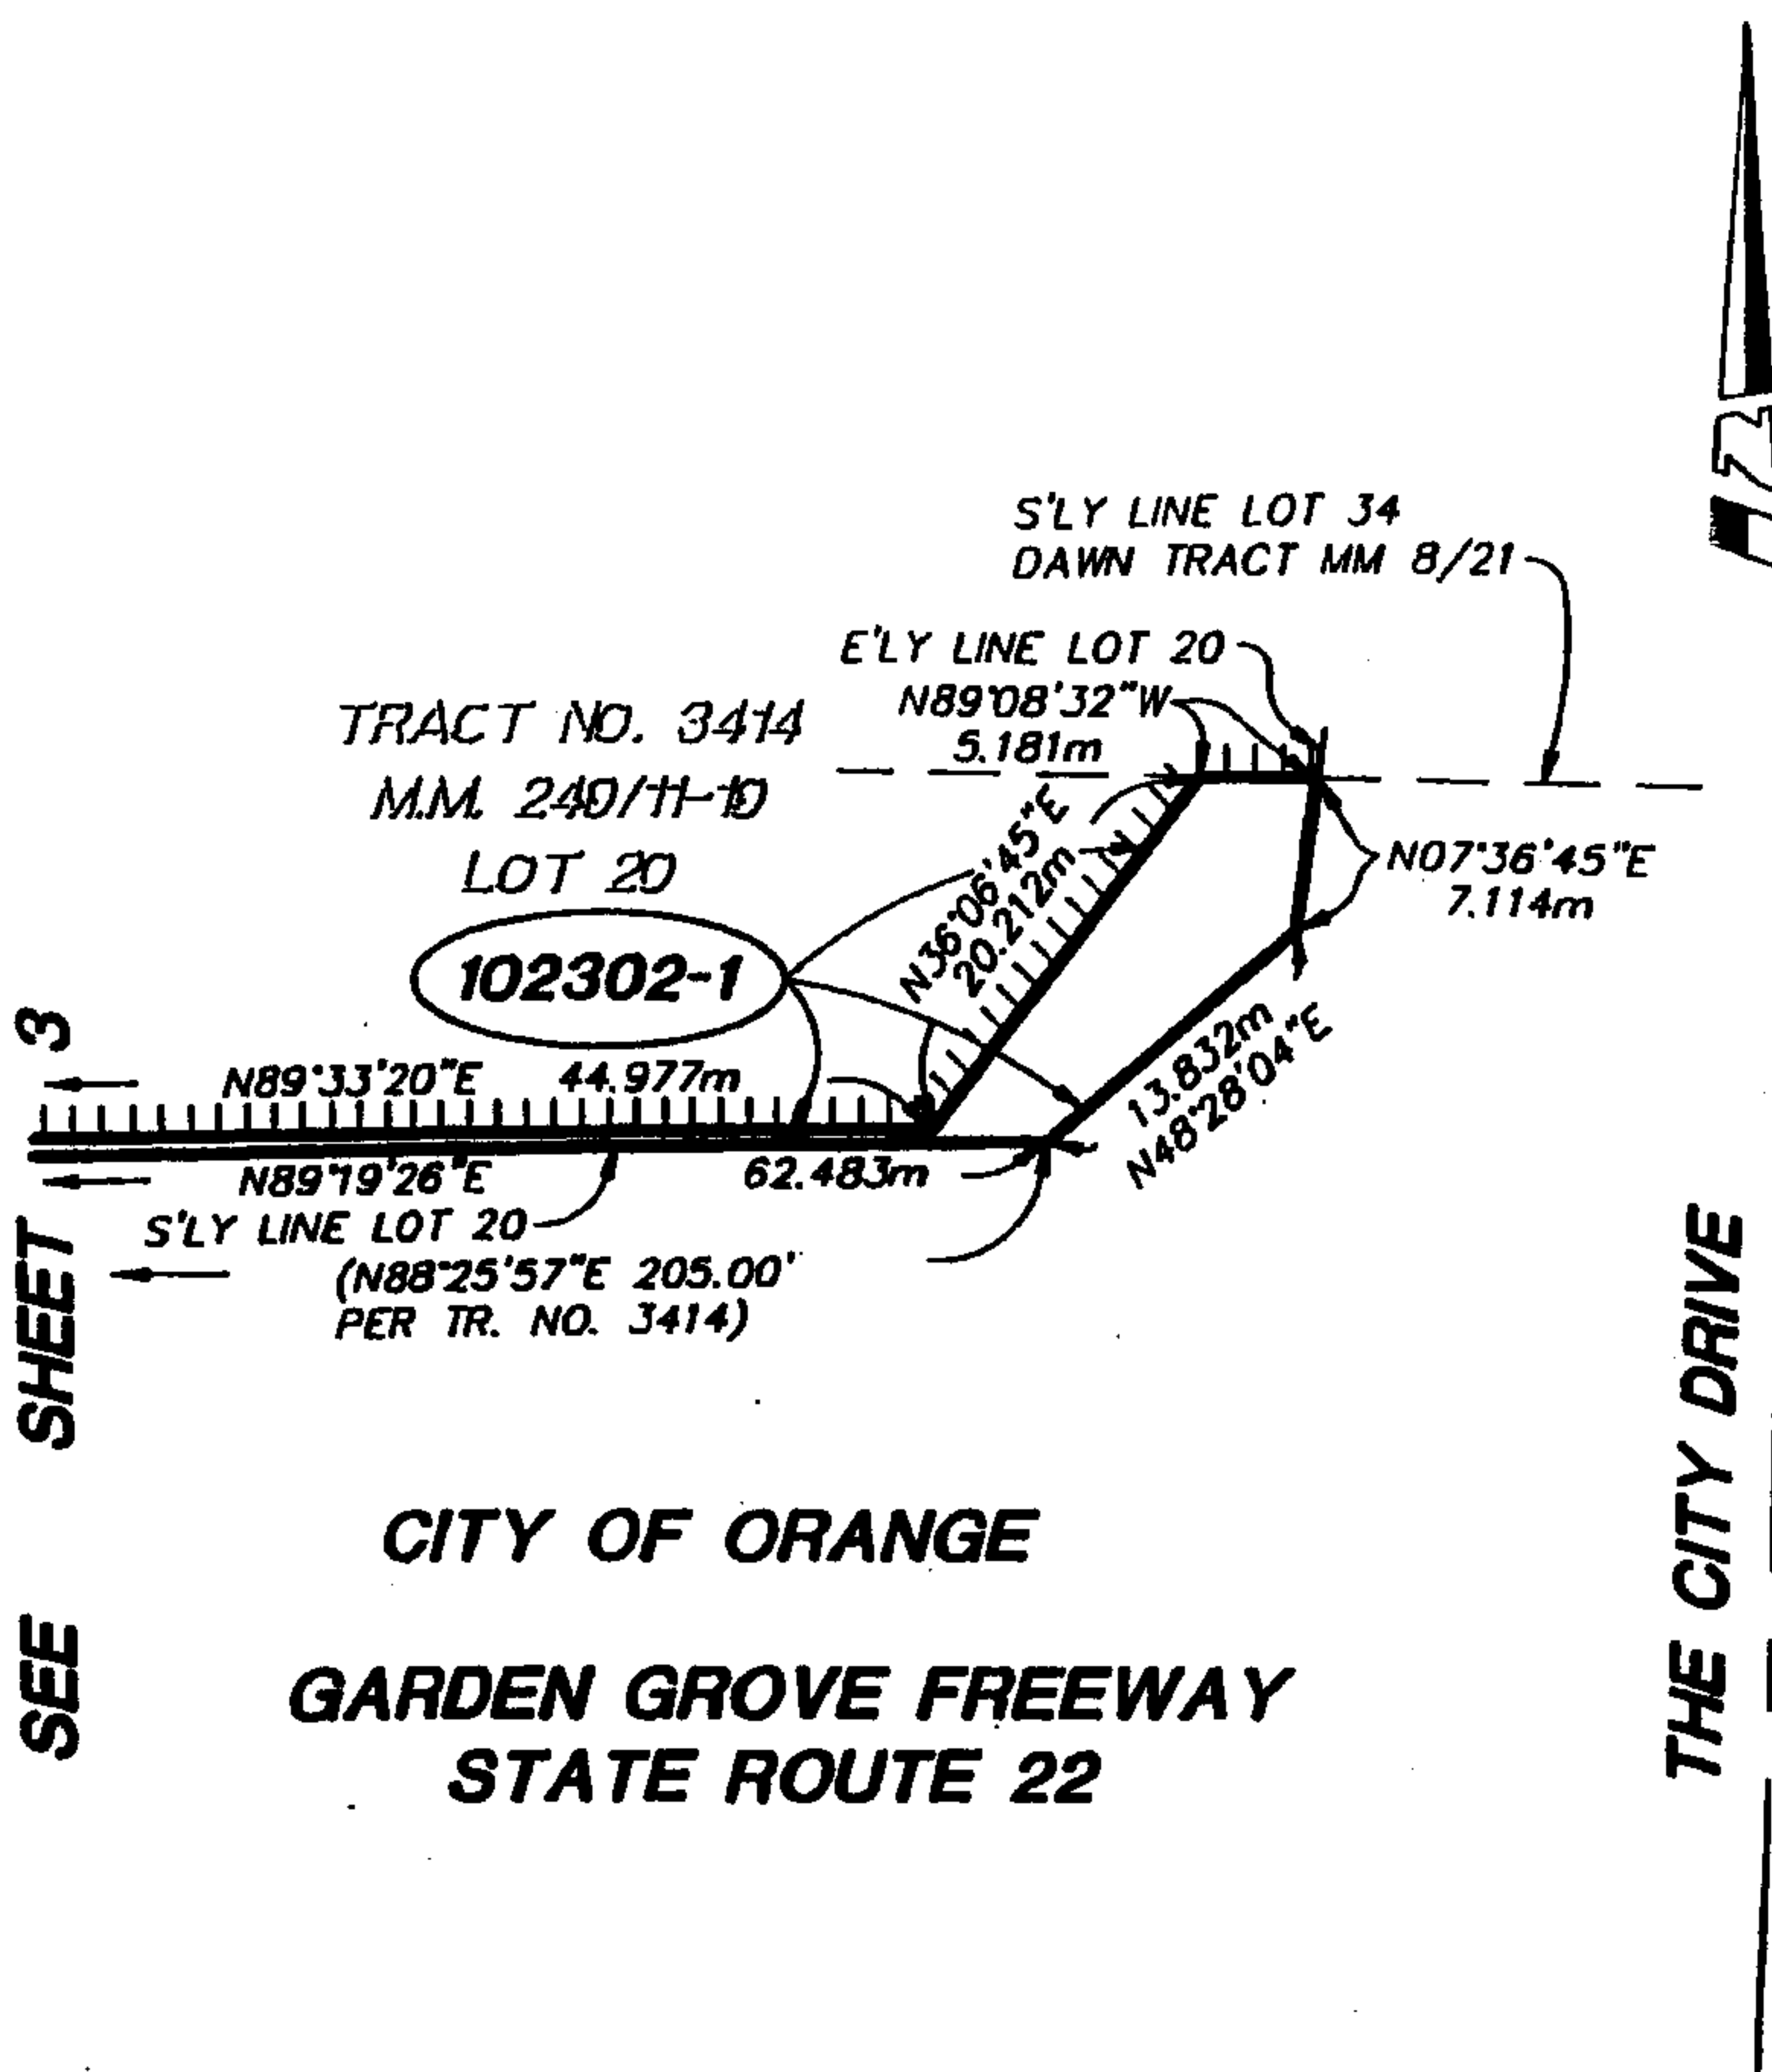 S'LY LINE LOT 34
DAWN TRACT MM 8/21
E'LY LINE LOT 20
N89°08'32"W
5.181m
TRACT NO. 3414
M.M. 240/11-10
LOT 20
102302-1
N36°06'45"E
20.212m
N07°36'45"E
7.114m
13.832m
N48°28'04"E
N89°33'20"E 44.977m
N89°19'26"E 62.483m
S'LY LINE LOT 20
(N88°25'57"E 205.00'
PER TR. NO. 3414)
SEE SHEET 3
THE CITY DRIVE
CITY OF ORANGE
GARDEN GROVE FREEWAY
STATE ROUTE 22